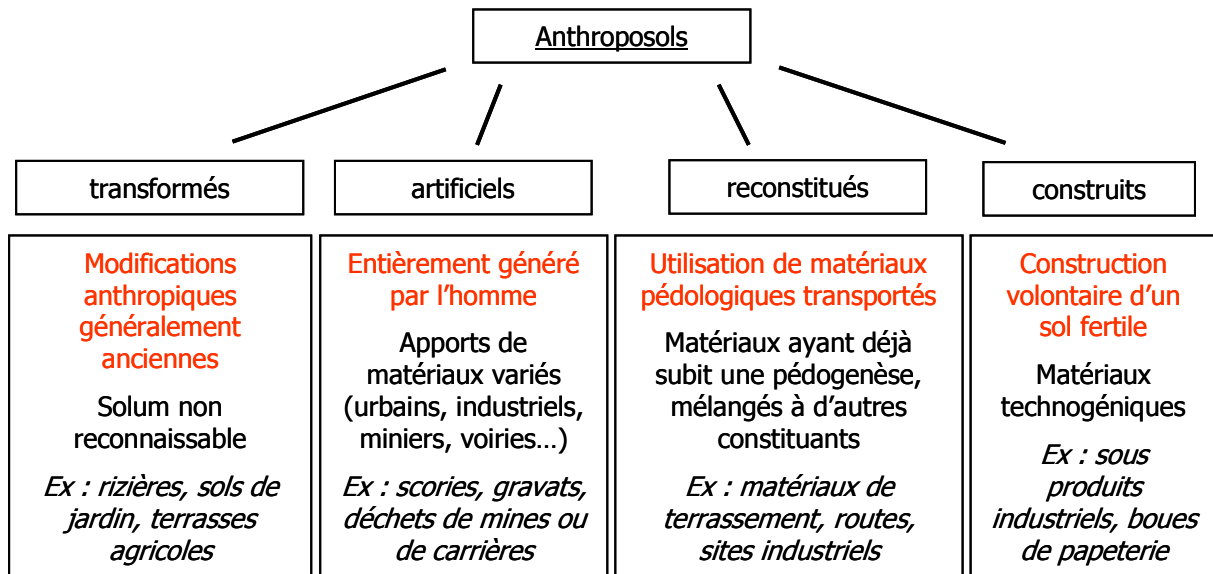 Anthroposols
transformés
artificiels
reconstitués
construits
Modifications
anthropiques
généralement
anciennes
Solum non
reconnaissable
Ex : rizières, sols de
jardin, terrasses
agricoles
Entièrement généré
par l'homme
Apports de
matériaux variés
(urbains, industriels,
miniers, voiries…)
Ex : scories, gravats,
déchets de mines ou
de carrières
Utilisation de matériaux
pédologiques transportés
Matériaux ayant déjà
subit une pédogenèse,
mélangés à d'autres
constituants
Ex : matériaux de
terrassement, routes,
sites industriels
Construction
volontaire d'un
sol fertile
Matériaux
technogéniques
Ex : sous
produits
industriels, boues
de papeterie